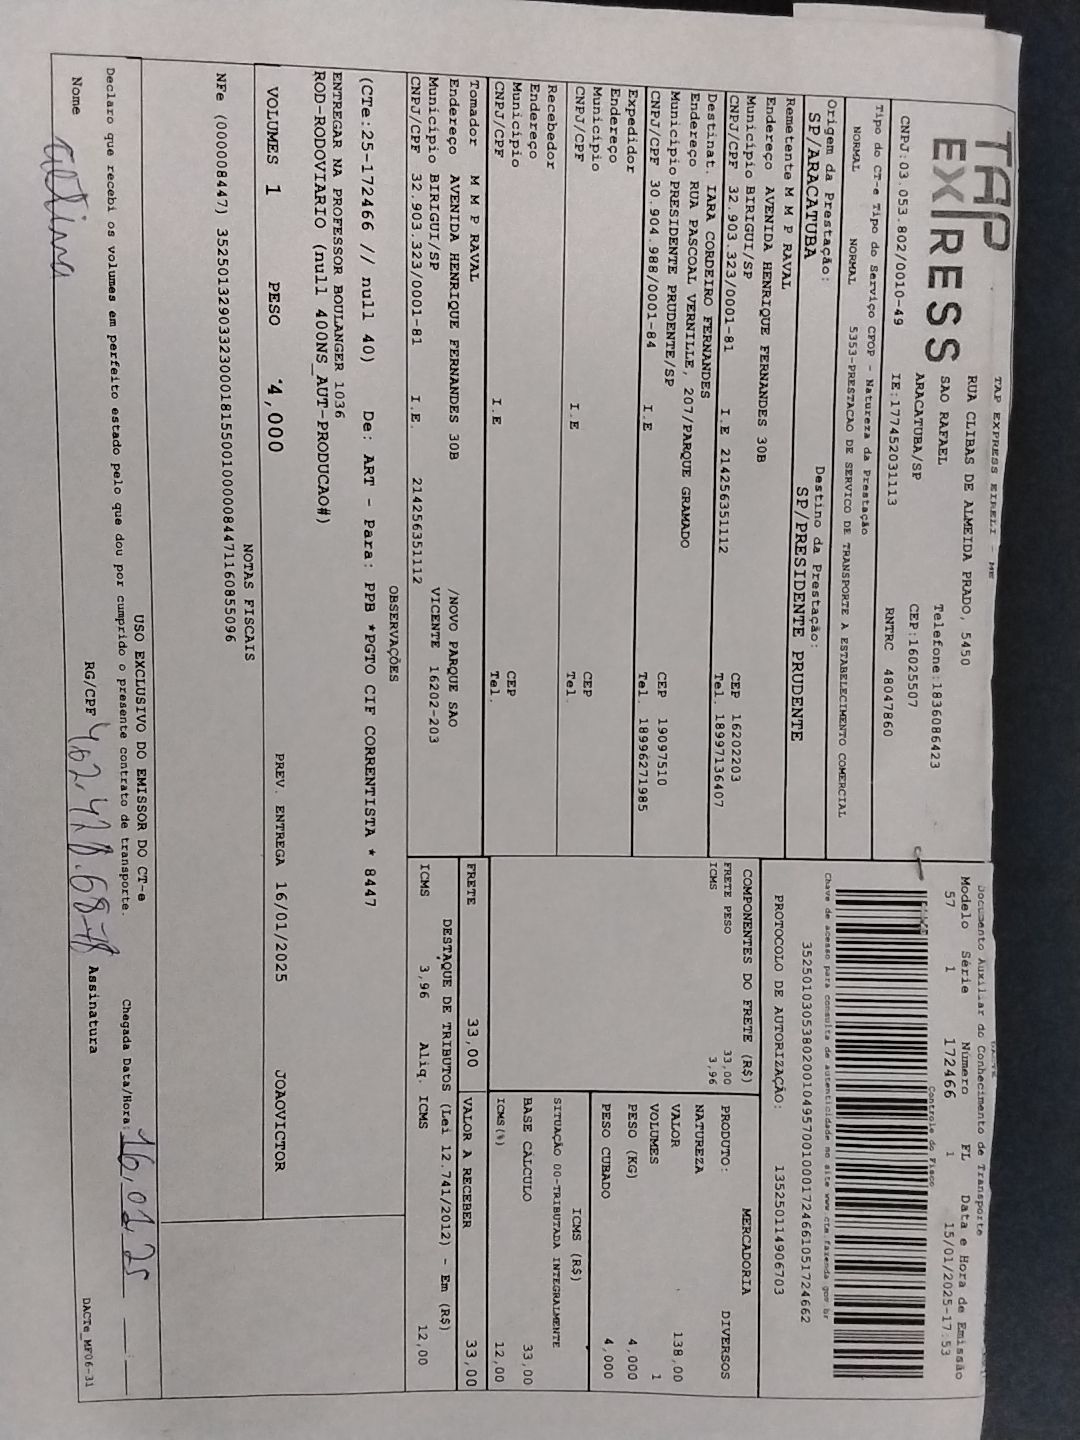 TAP EXPRESS
TAP EXPRESS EIRELI - ME
RUA CLIBAS DE ALMEIDA PRADO, 5450
SAO RAFAEL Telefone:1836086423
ARACATUBA/SP CEP:16025507
CNPJ:03.053.802/0010-49 IE:177452031113 RNTRC 48047860
Tipo do CT-e Tipo do Serviço CFOP - Natureza da Prestação
NORMAL NORMAL 5353-PRESTACAO DE SERVICO DE TRANSPORTE A ESTABELECIMENTO COMERCIAL
Origem da Prestação: Destino da Prestação:
SP/ARACATUBA SP/PRESIDENTE PRUDENTE
Remetente M M P RAVAL
Endereço AVENIDA HENRIQUE FERNANDES 30B
Município BIRIGUI/SP CEP 16202203
CNPJ/CPF 32.903.323/0001-81 I.E 214256351112 Tel. 18997136407
Destinat. IARA CORDEIRO FERNANDES
Endereço RUA PASCOAL VERNILLE, 207/PARQUE GRAMADO
Município PRESIDENTE PRUDENTE/SP CEP 19097510
CNPJ/CPF 30.904.988/0001-84 I.E Tel. 18996271985
Expedidor
Endereço
Município CEP
CNPJ/CPF I.E Tel.
Recebedor
Endereço
Município CEP
CNPJ/CPF I.E Tel.
Tomador M M P RAVAL
Endereço AVENIDA HENRIQUE FERNANDES 30B /NOVO PARQUE SAO
Município BIRIGUI/SP VICENTE 16202-203
CNPJ/CPF 32.903.323/0001-81 I.E. 214256351112
Documento Auxiliar do Conhecimento de Transporte
Modelo Série Número FL Data e Hora de Emissão
57 1 172466 1 15/01/2025-17:53
Controle do Fisco
Chave de acesso para consulta de autenticidade no site www.cte.fazenda.gov.br
35250103053802001049570010001724661051724662
PROTOCOLO DE AUTORIZAÇÃO: 135250114906703
COMPONENTES DO FRETE (R$)
FRETE PESO 33,00
ICMS 3,96
MERCADORIA
PRODUTO: DIVERSOS
NATUREZA
VALOR 138,00
VOLUMES 1
PESO (KG) 4,000
PESO CUBADO 4,000
ICMS (R$)
SITUAÇÃO 00-TRIBUTADA INTEGRALMENTE
BASE CÁLCULO 33,00
ICMS(%) 12,00
FRETE 33,00 VALOR A RECEBER 33,00
DESTAQUE DE TRIBUTOS (Lei 12.741/2012) - Em (R$)
ICMS 3,96 Aliq. ICMS 12,00
OBSERVAÇÕES
(CTe:25-172466 // null 40) : De: ART - Para: PPB *PGTO CIF CORRENTISTA * 8447
ENTREGAR NA PROFESSOR BOULANGER 1036
ROD-RODOVIARIO (null 400NS_AUT-PRODUCAO#)
VOLUMES 1 PESO 4,000 PREV. ENTREGA 16/01/2025 JOAOVICTOR
NOTAS FISCAIS
NFe (000008447) 35250132903323000181550010000084471160855096
USO EXCLUSIVO DO EMISSOR DO CT-e
Declaro que recebi os volumes em perfeito estado pelo que dou por cumprido o presente contrato de transporte. Chegada Data/Hora: 16,01,25
Nome RG/CPF Assinatura
DACTe_MF06-31